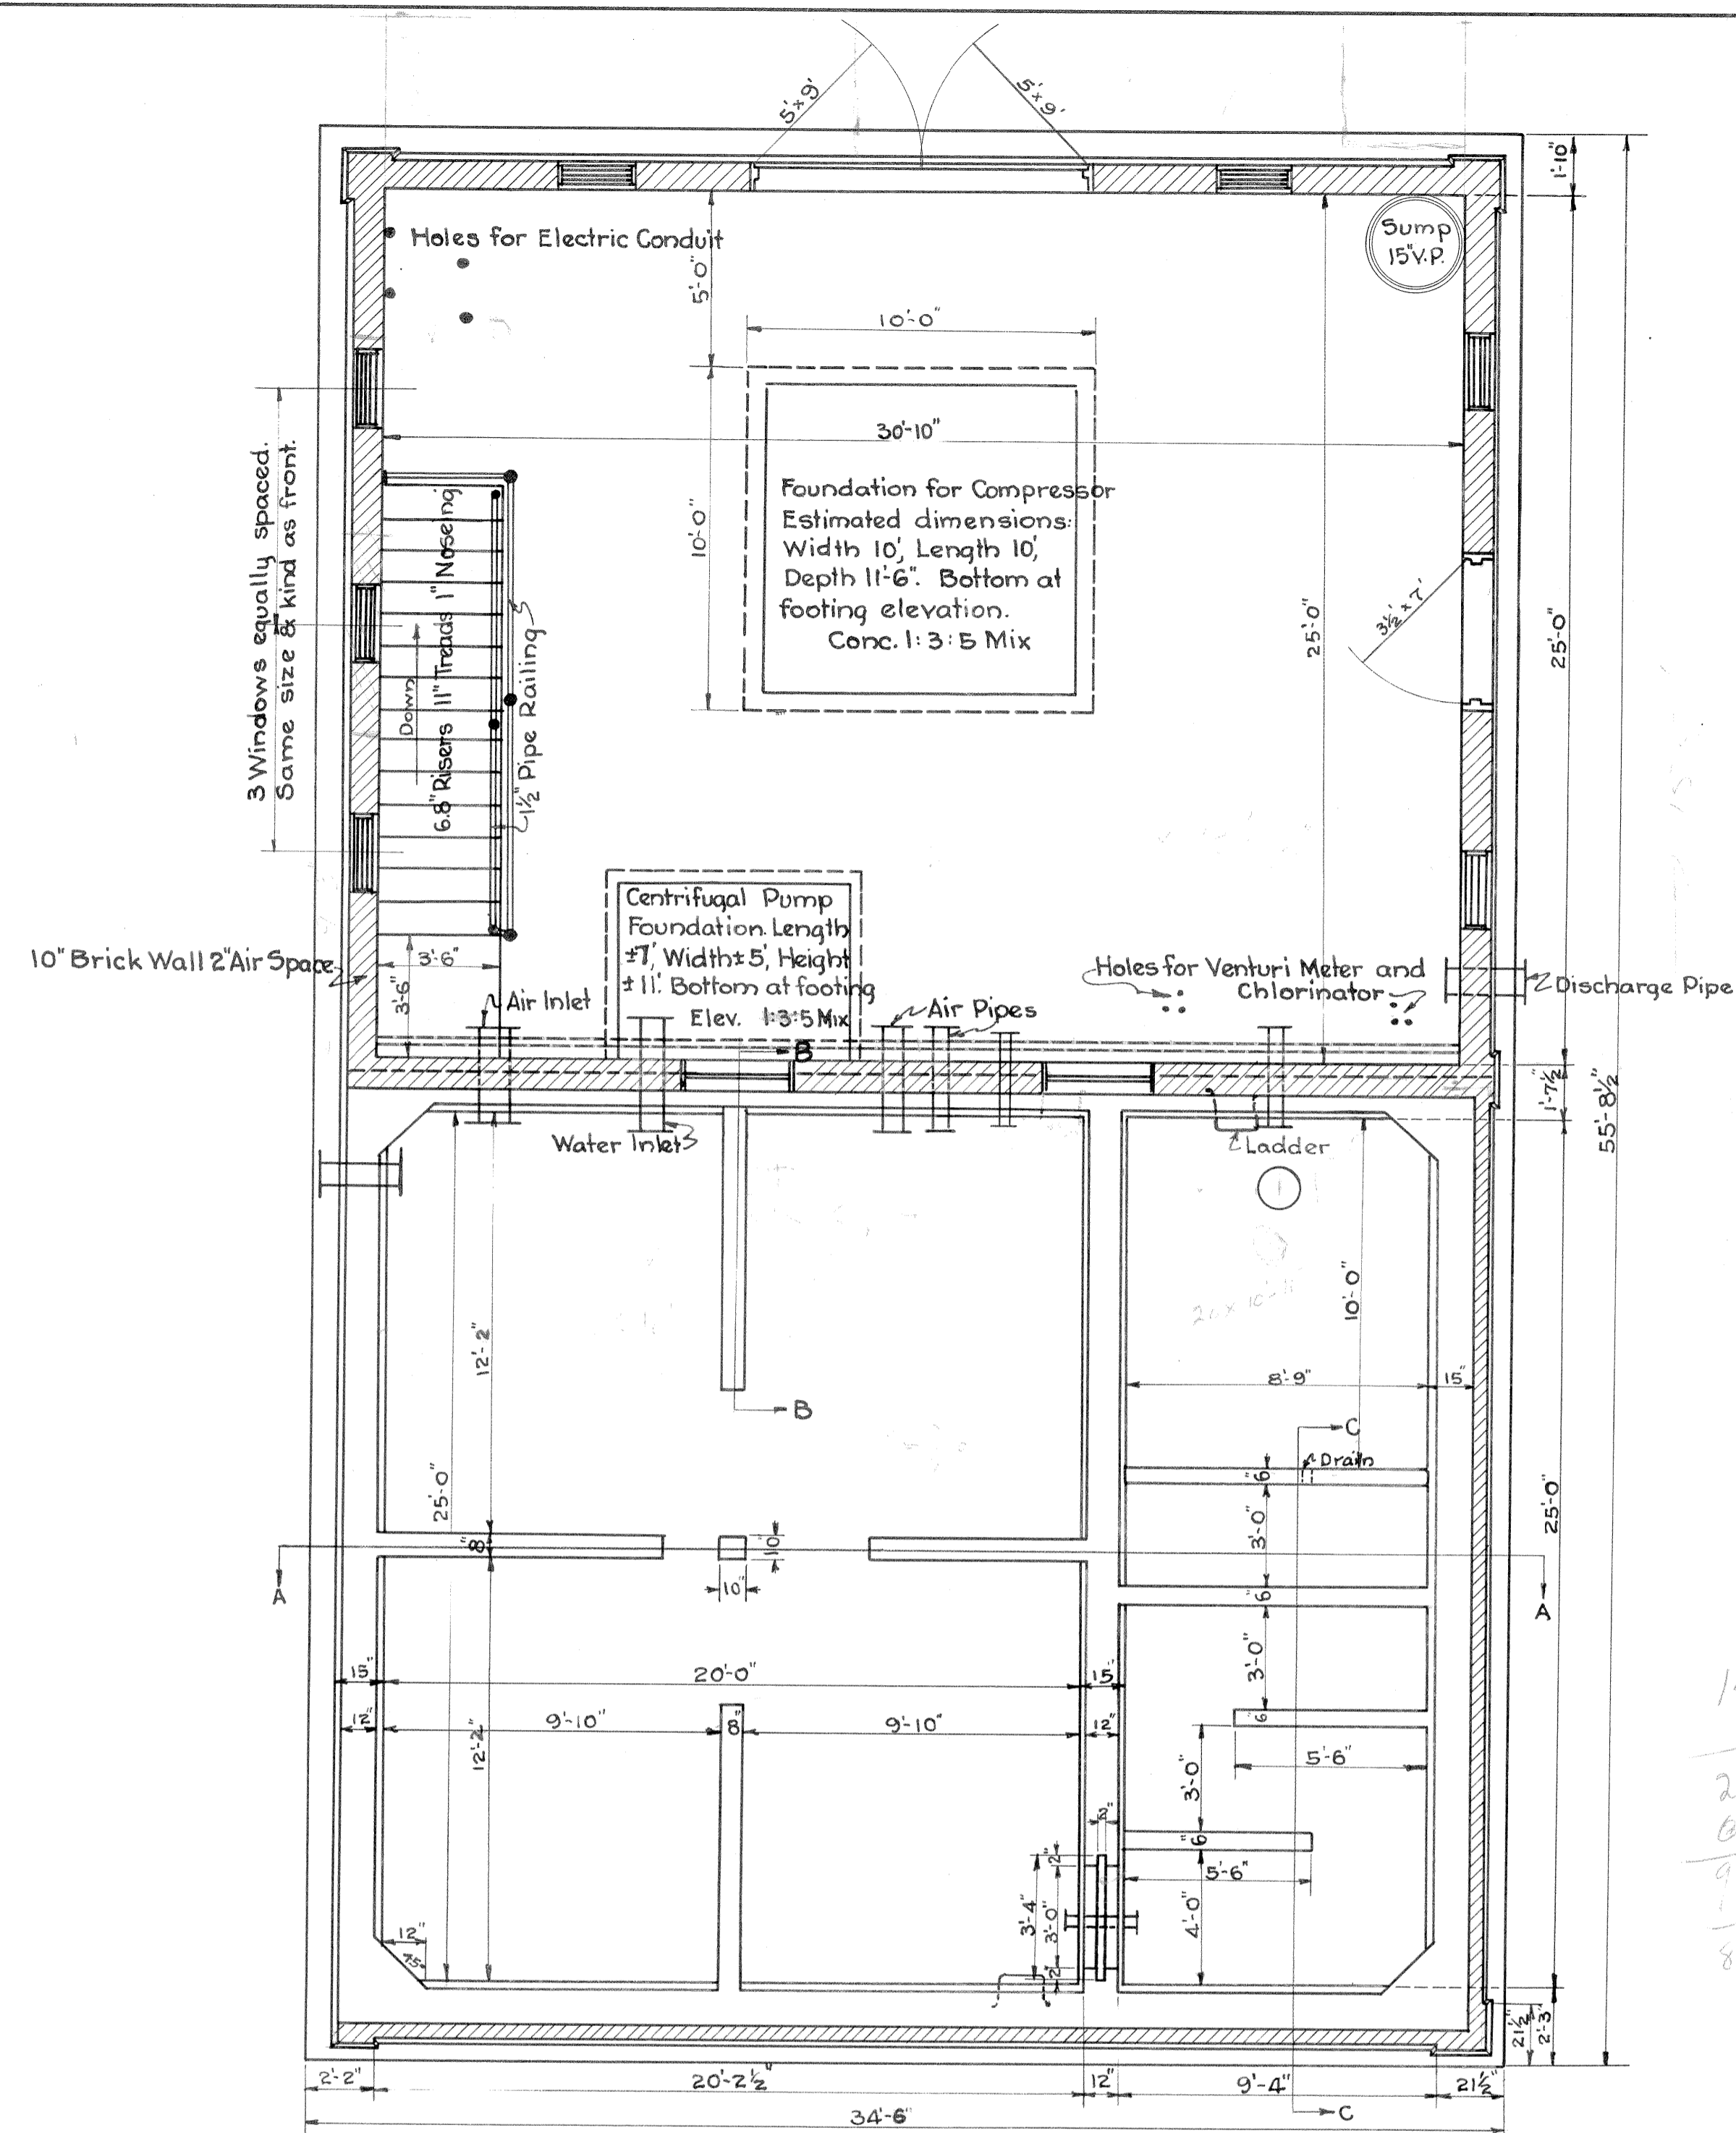 5'×9'
5'×9'
1'-10"
Holes for Electric Conduit
Sump
15"V.P.
5'-0"
10'-0"
30'-10"
10'-0"
Foundation for Compressor
Estimated dimensions:
Width 10', Length 10',
Depth 11'-6". Bottom at
footing elevation.
Conc. 1:3:5 Mix
25'-0"
25'-0"
3½'×7'
3 Windows equally spaced.
Same size & kind as front.
Down
6.8" Risers 11" Treads 1" Noseing
1½" Pipe Railing
10" Brick Wall 2" Air Space
3'-6"
3'-6"
Air Inlet
Centrifugal Pump
Foundation. Length
±7', Width ±5', Height
±11'. Bottom at footing
Elev. 1:3:5 Mix
Air Pipes
Holes for Venturi Meter and
Chlorinator
Discharge Pipe
B
1'-7½"
55'-8½"
Water Inlet
Ladder
12'-2"
10'-0"
8'-9"
15"
B
C
Drain
6"
25'-0"
3'-0"
25'-0"
8"
10"
10"
A
6"
A
3'-0"
15"
20'-0"
15"
12"
9'-10"
8"
9'-10"
12"
6"
12'-2"
5'-6"
3'-0"
2"
6"
2"
5'-6"
3'-4"
3'-0"
4'-0"
2"
12"
45°
21½"
2'-3"
2'-2"
20'-2½"
12"
9'-4"
21½"
34'-6"
C